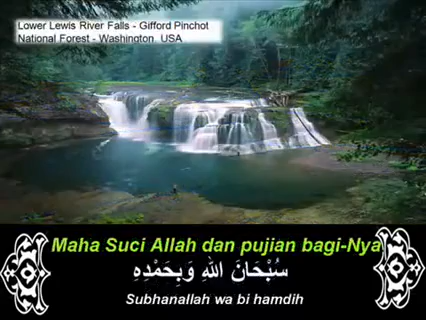 Lower Lewis River Falls - Gifford Pinchot
National Forest - Washington, USA
Maha Suci Allah dan pujian bagi-Nya
سُبْحَانَ اللهِ وَبِحَمْدِهِ
Subhanallah wa bi hamdih